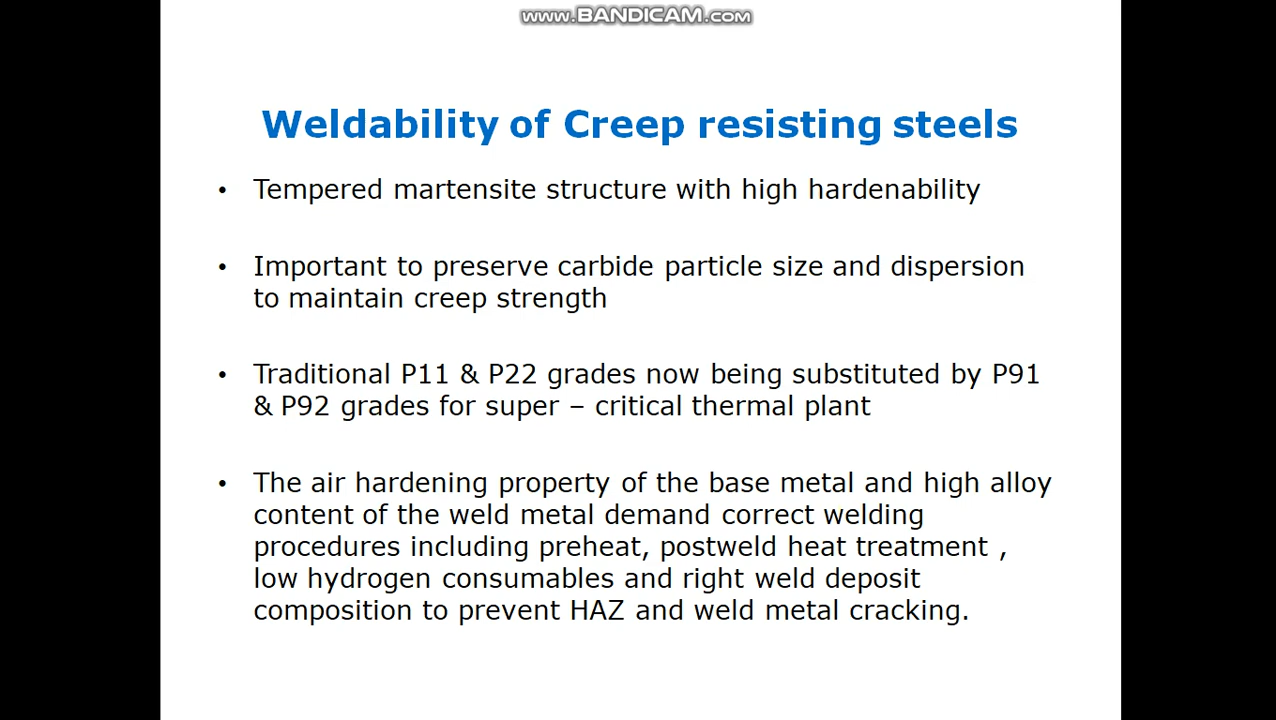 www.BANDICAM.com
Weldability of Creep resisting steels
• Tempered martensite structure with high hardenability
• Important to preserve carbide particle size and dispersion
to maintain creep strength
• Traditional P11 & P22 grades now being substituted by P91
& P92 grades for super – critical thermal plant
• The air hardening property of the base metal and high alloy
content of the weld metal demand correct welding
procedures including preheat, postweld heat treatment ,
low hydrogen consumables and right weld deposit
composition to prevent HAZ and weld metal cracking.